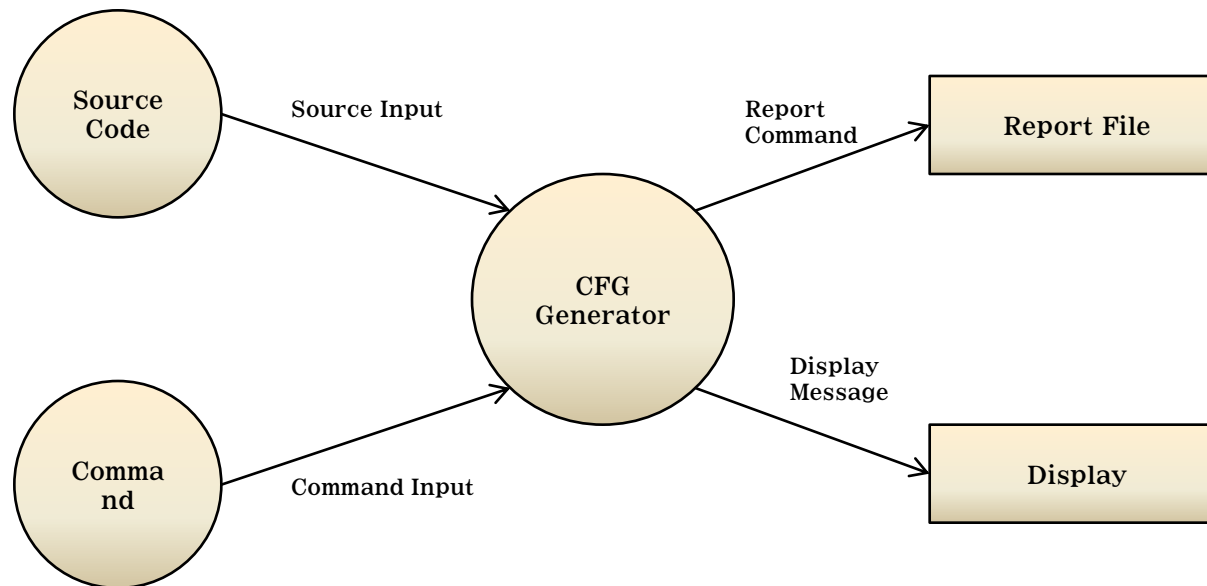 Source
Code
Source Input
Report
Command
Report File
CFG
Generator
Display
Message
Comma
nd
Command Input
Display